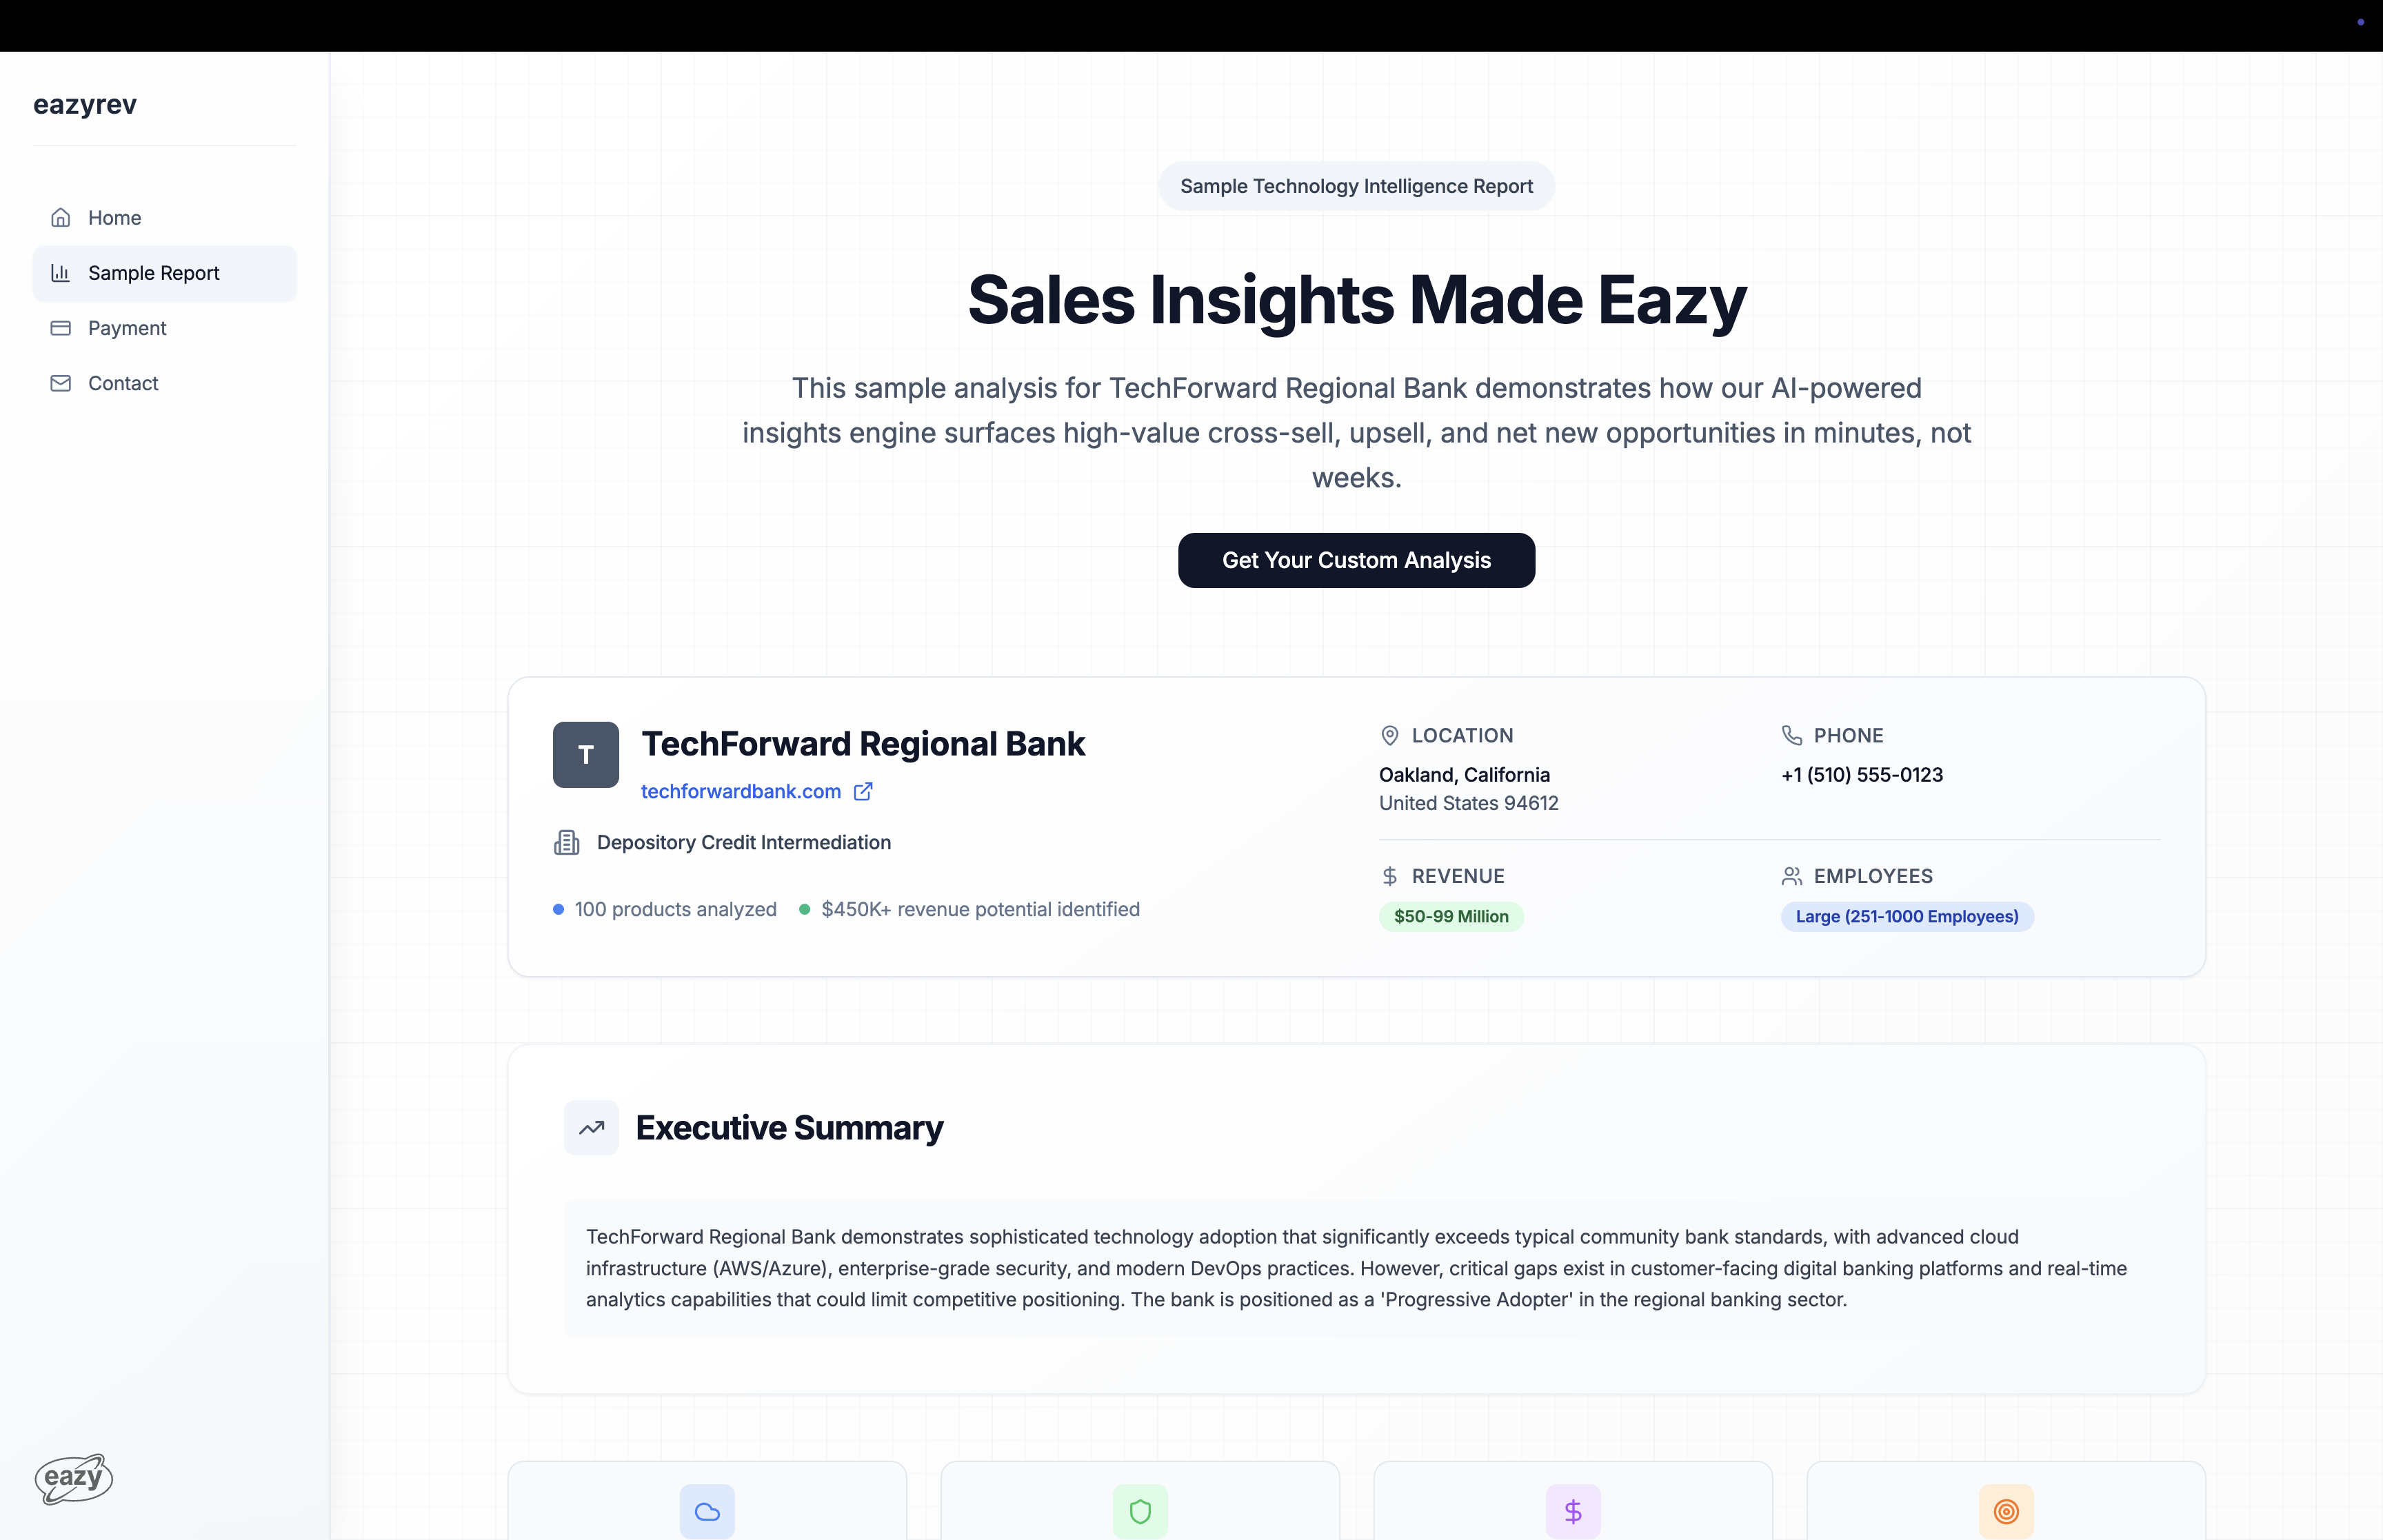 eazyrev
Home
Sample Report
Payment
Contact
eazy
Sample Technology Intelligence Report
Sales Insights Made Eazy
This sample analysis for TechForward Regional Bank demonstrates how our AI-powered
insights engine surfaces high-value cross-sell, upsell, and net new opportunities in minutes, not
weeks.
Get Your Custom Analysis
T
TechForward Regional Bank
techforwardbank.com
Depository Credit Intermediation
100 products analyzed
$450K+ revenue potential identified
LOCATION
Oakland, California
United States 94612
PHONE
+1 (510) 555-0123
REVENUE
$50-99 Million
EMPLOYEES
Large (251-1000 Employees)
Executive Summary
TechForward Regional Bank demonstrates sophisticated technology adoption that significantly exceeds typical community bank standards, with advanced cloud
infrastructure (AWS/Azure), enterprise-grade security, and modern DevOps practices. However, critical gaps exist in customer-facing digital banking platforms and real-time
analytics capabilities that could limit competitive positioning. The bank is positioned as a 'Progressive Adopter' in the regional banking sector.